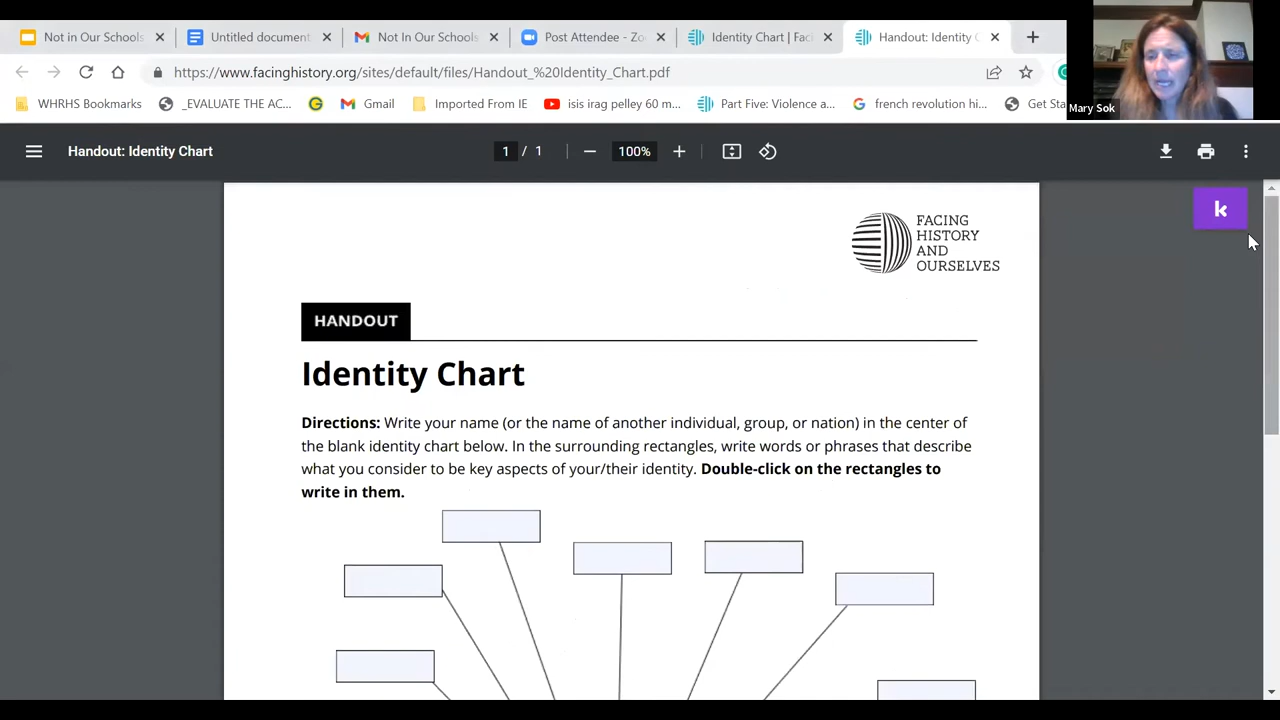 Not in Our Schools
Untitled document
Not In Our Schools
Post Attendee - Zo
Identity Chart | Faci
Handout: Identity C
https://www.facinghistory.org/sites/default/files/Handout_%20Identity_Chart.pdf
WHRHS Bookmarks
_EVALUATE THE AC...
G
Gmail
Imported From IE
isis irag pelley 60 m...
Part Five: Violence a...
french revolution hi...
Get Sta
Mary Sok
Handout: Identity Chart
1 / 1
100%
k
FACING
HISTORY
AND
OURSELVES
HANDOUT
Identity Chart
Directions: Write your name (or the name of another individual, group, or nation) in the center of
the blank identity chart below. In the surrounding rectangles, write words or phrases that describe
what you consider to be key aspects of your/their identity. Double-click on the rectangles to
write in them.